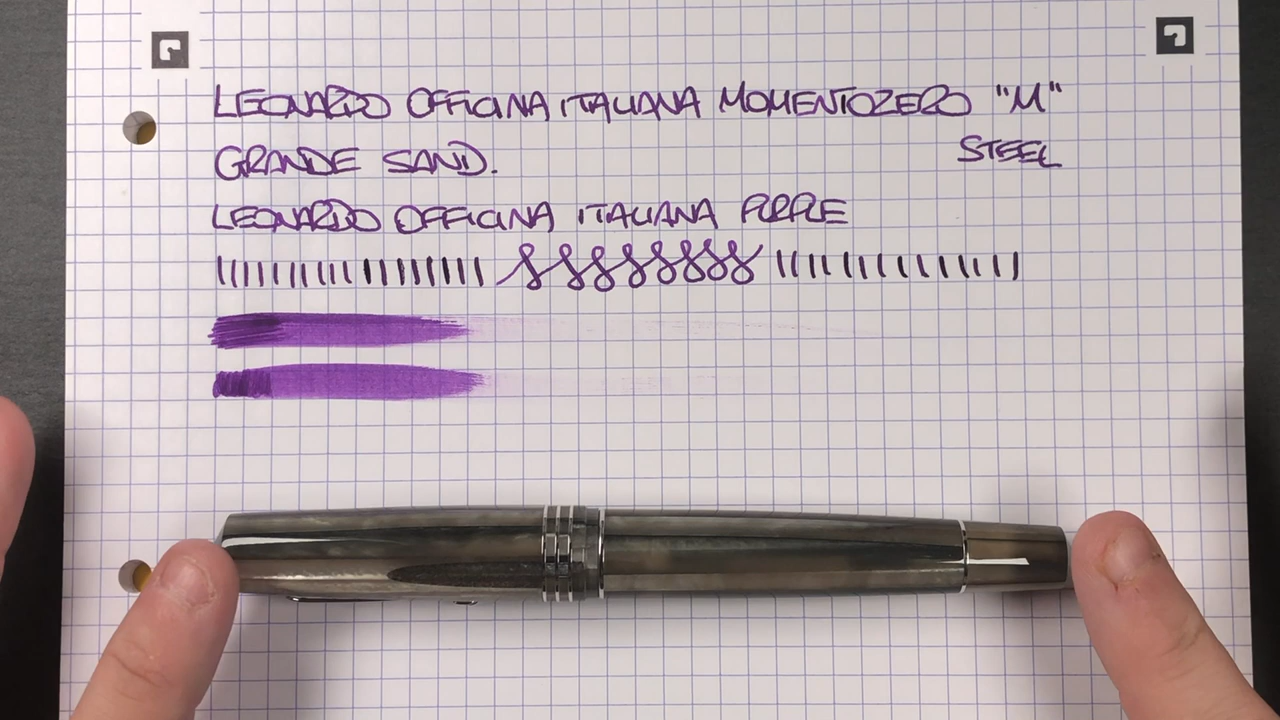 LEONARDO OFFICINA ITALIANA MOMENTOZERO "M"
GRANDE SAND. STEEL
LEONARDO OFFICINA ITALIANA PURPLE